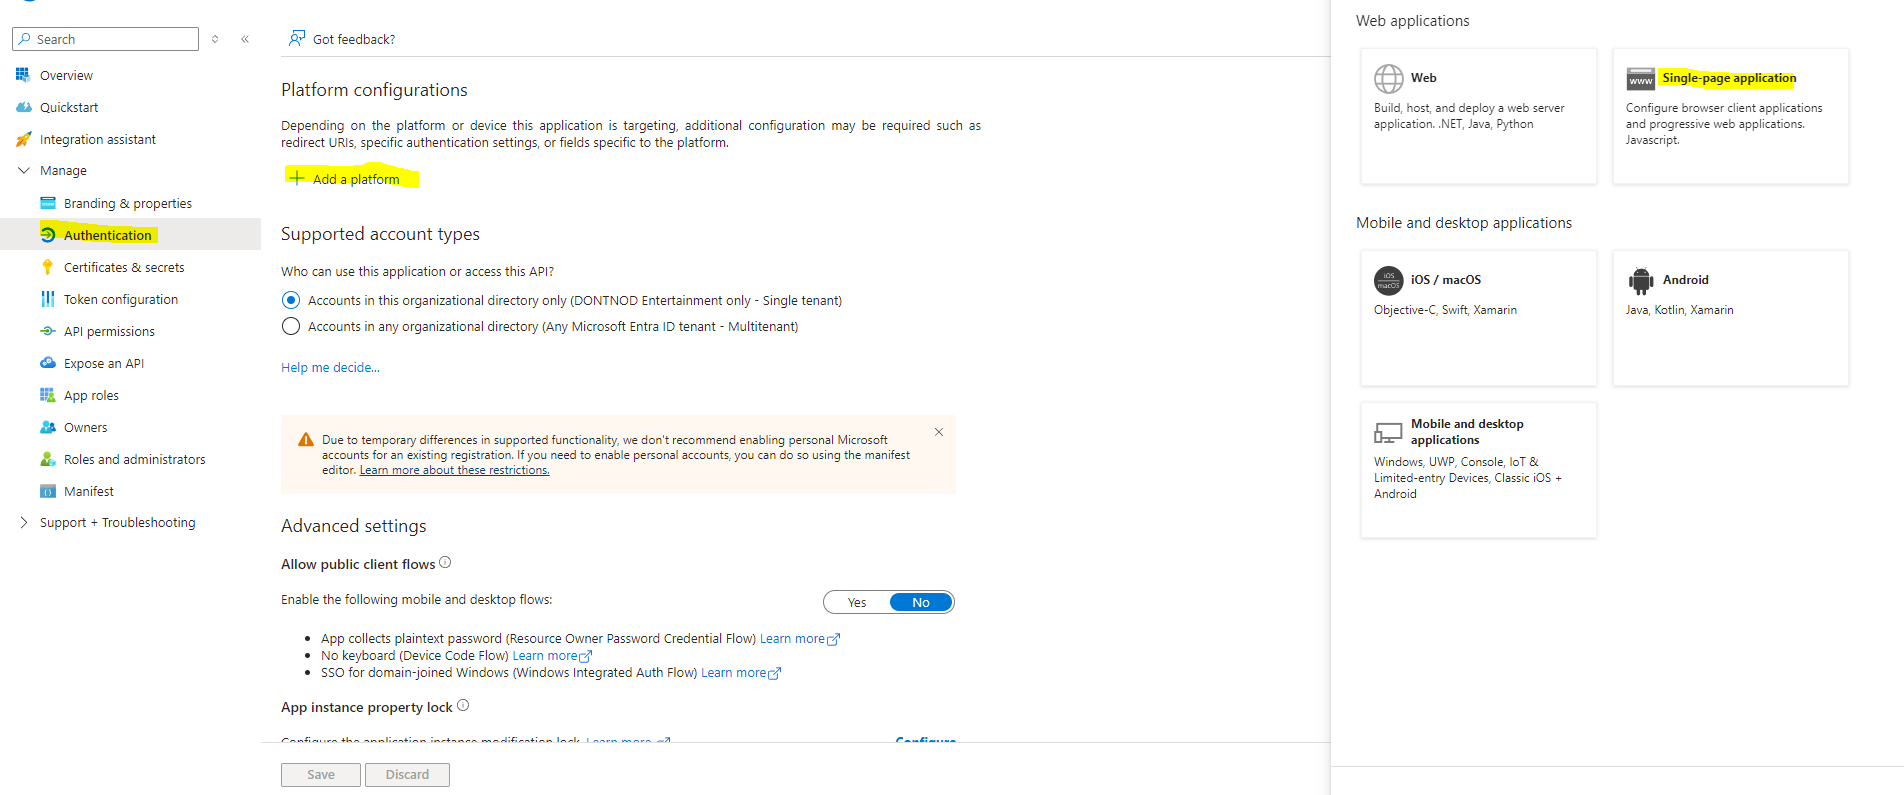 Search
Overview
Quickstart
Integration assistant
Manage
Branding & properties
Authentication
Certificates & secrets
Token configuration
API permissions
Expose an API
App roles
Owners
Roles and administrators
Manifest
Support + Troubleshooting
Got feedback?
Platform configurations
Depending on the platform or device this application is targeting, additional configuration may be required such as
redirect URIs, specific authentication settings, or fields specific to the platform.
Add a platform
Supported account types
Who can use this application or access this API?
Accounts in this organizational directory only (DONTNOD Entertainment only - Single tenant)
Accounts in any organizational directory (Any Microsoft Entra ID tenant - Multitenant)
Help me decide...
Due to temporary differences in supported functionality, we don't recommend enabling personal Microsoft
accounts for an existing registration. If you need to enable personal accounts, you can do so using the manifest
editor. Learn more about these restrictions.
Advanced settings
Allow public client flows
Enable the following mobile and desktop flows:
Yes No
• App collects plaintext password (Resource Owner Password Credential Flow) Learn more
• No keyboard (Device Code Flow) Learn more
• SSO for domain-joined Windows (Windows Integrated Auth Flow) Learn more
App instance property lock
Configure the application instance modification lock. Learn more Configure
Save Discard
Web applications
Web
Build, host, and deploy a web server
application. .NET, Java, Python
www
Single-page application
Configure browser client applications
and progressive web applications.
Javascript.
Mobile and desktop applications
iOS
macOS
iOS / macOS
Objective-C, Swift, Xamarin
Android
Java, Kotlin, Xamarin
Mobile and desktop
applications
Windows, UWP, Console, IoT &
Limited-entry Devices, Classic iOS +
Android